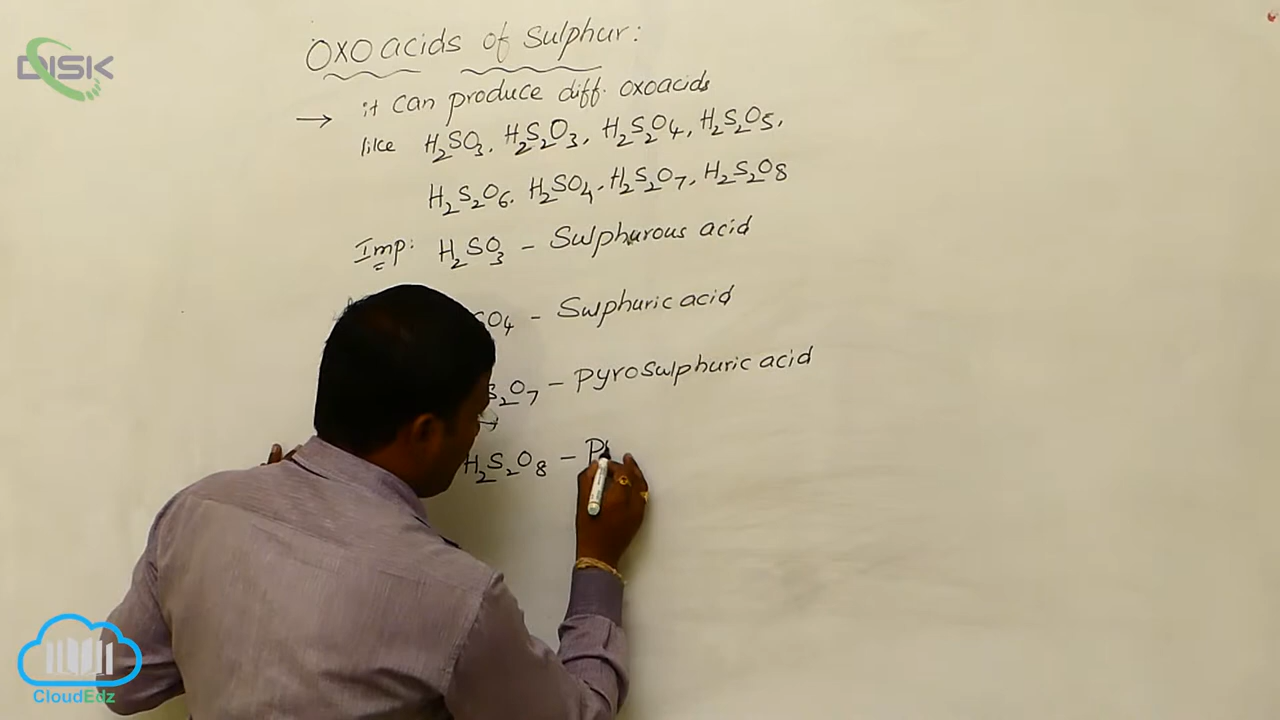 DISK
Oxoacids of Sulphur:
→ it can produce diff. oxoacids
like H₂SO₃, H₂S₂O₃, H₂S₂O₄, H₂S₂O₅,
H₂S₂O₆, H₂SO₄, H₂S₂O₇, H₂S₂O₈
Imp: H₂SO₃ - Sulphurous acid
SO₄ - Sulphuric acid
S₂O₇ - pyrosulphuric acid
H₂S₂O₈ - P
CloudEdz